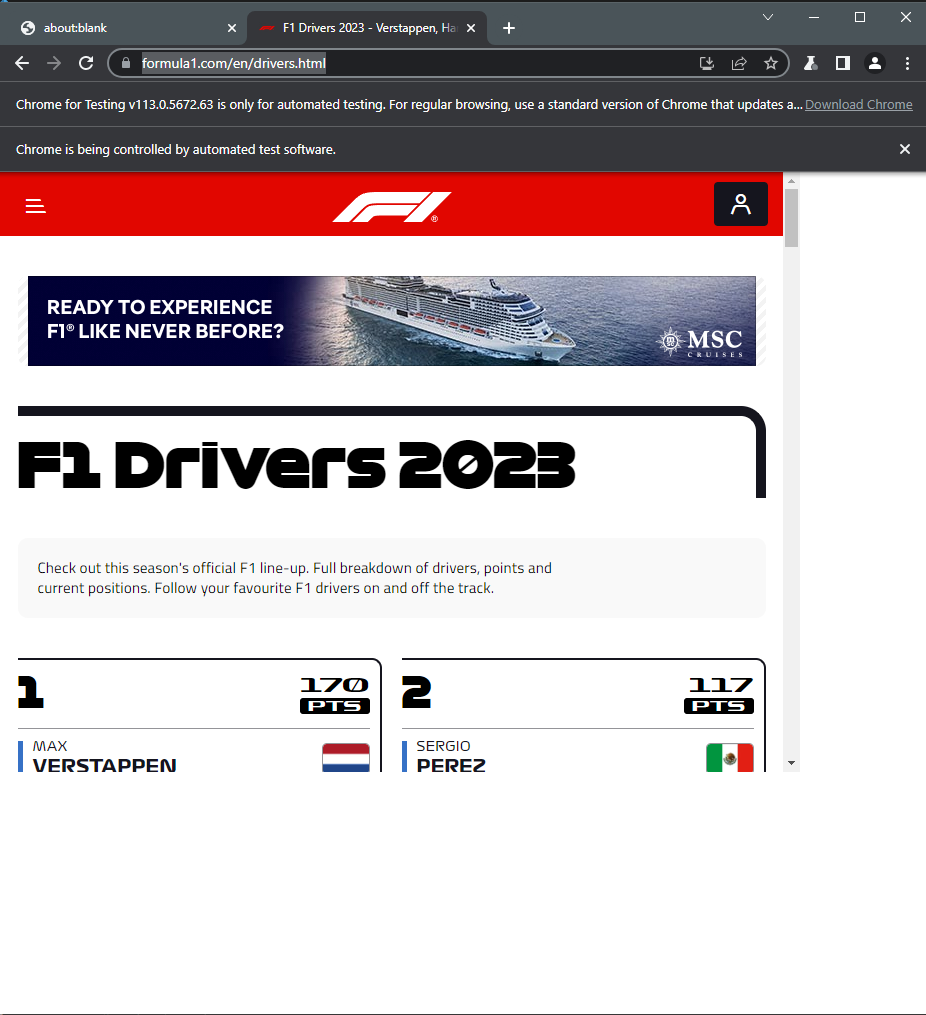 about:blank
F1 Drivers 2023 - Verstappen, Ha
formula1.com/en/drivers.html
Chrome for Testing v113.0.5672.63 is only for automated testing. For regular browsing, use a standard version of Chrome that updates a... Download Chrome
Chrome is being controlled by automated test software.
F1®
READY TO EXPERIENCE
F1® LIKE NEVER BEFORE?
MSC
CRUISES
F1 Drivers 2023
Check out this season's official F1 line-up. Full breakdown of drivers, points and
current positions. Follow your favourite F1 drivers on and off the track.
1
170
PTS
MAX
VERSTAPPEN
2
117
PTS
SERGIO
PEREZ